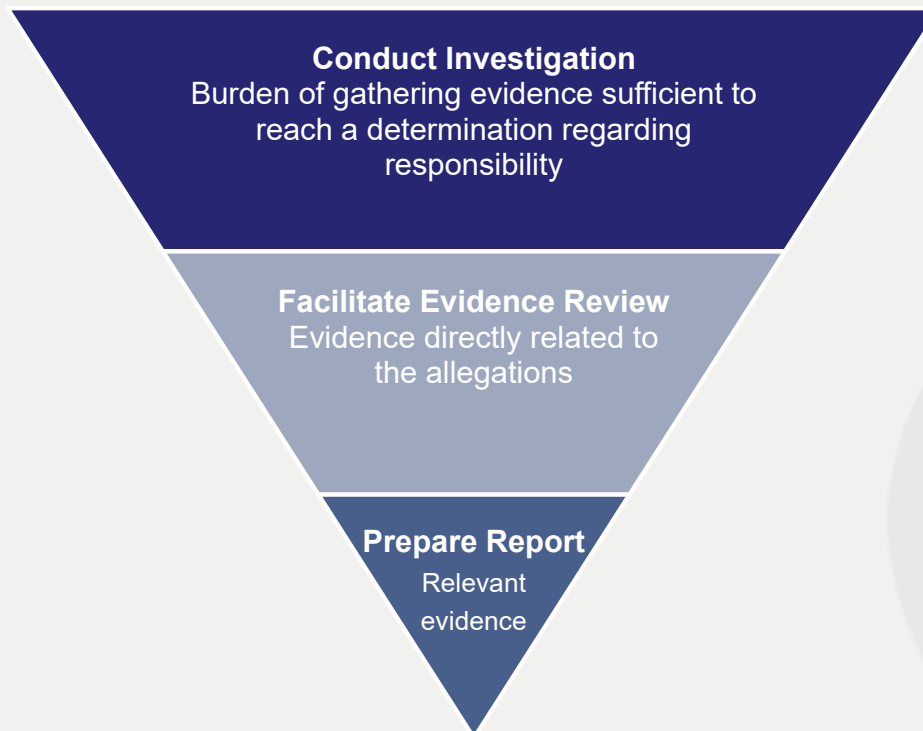 Conduct Investigation
Burden of gathering evidence sufficient to
reach a determination regarding
responsibility
Facilitate Evidence Review
Evidence directly related to
the allegations
Prepare Report
Relevant
evidence